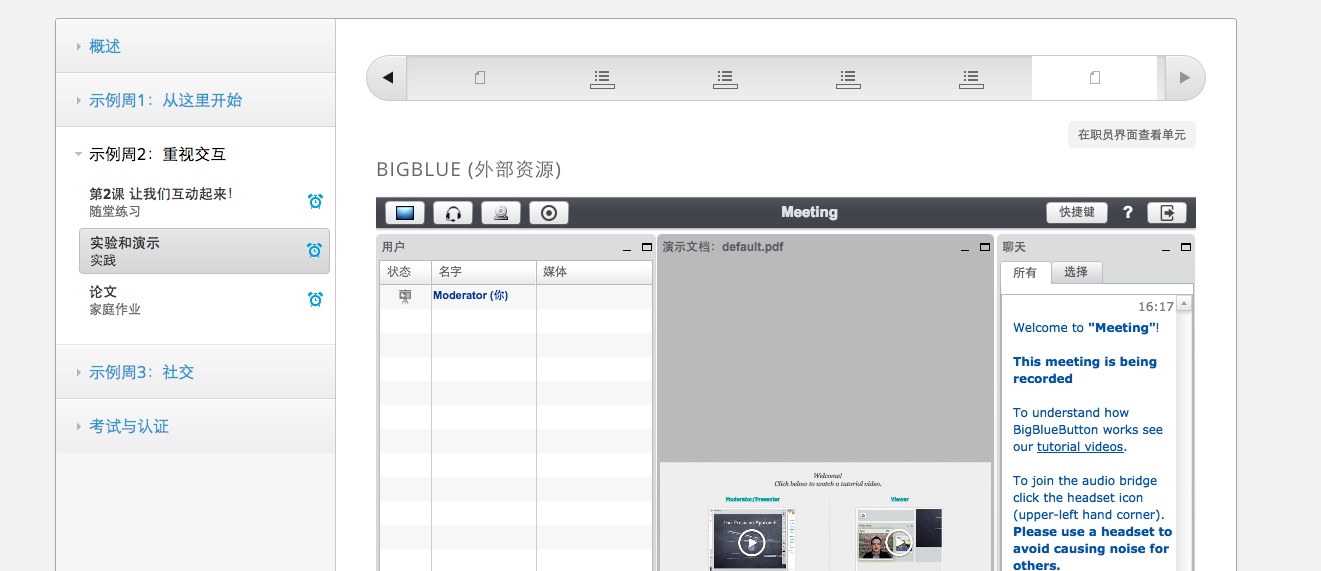 概述
示例周1：从这里开始
示例周2：重视交互
第2课 让我们互动起来！
随堂练习
实验和演示
实践
论文
家庭作业
示例周3：社交
考试与认证
在职员界面查看单元
BIGBLUE (外部资源)
Meeting
快捷键
?
用户
状态
名字
媒体
Moderator (你)
演示文档：default.pdf
Welcome!
Click below to watch a tutorial video.
Moderator/Presenter
Viewer
聊天
所有
选择
16:17
Welcome to "Meeting"!
This meeting is being
recorded
To understand how
BigBlueButton works see
our tutorial videos.
To join the audio bridge
click the headset icon
(upper-left hand corner).
Please use a headset to
avoid causing noise for
others.